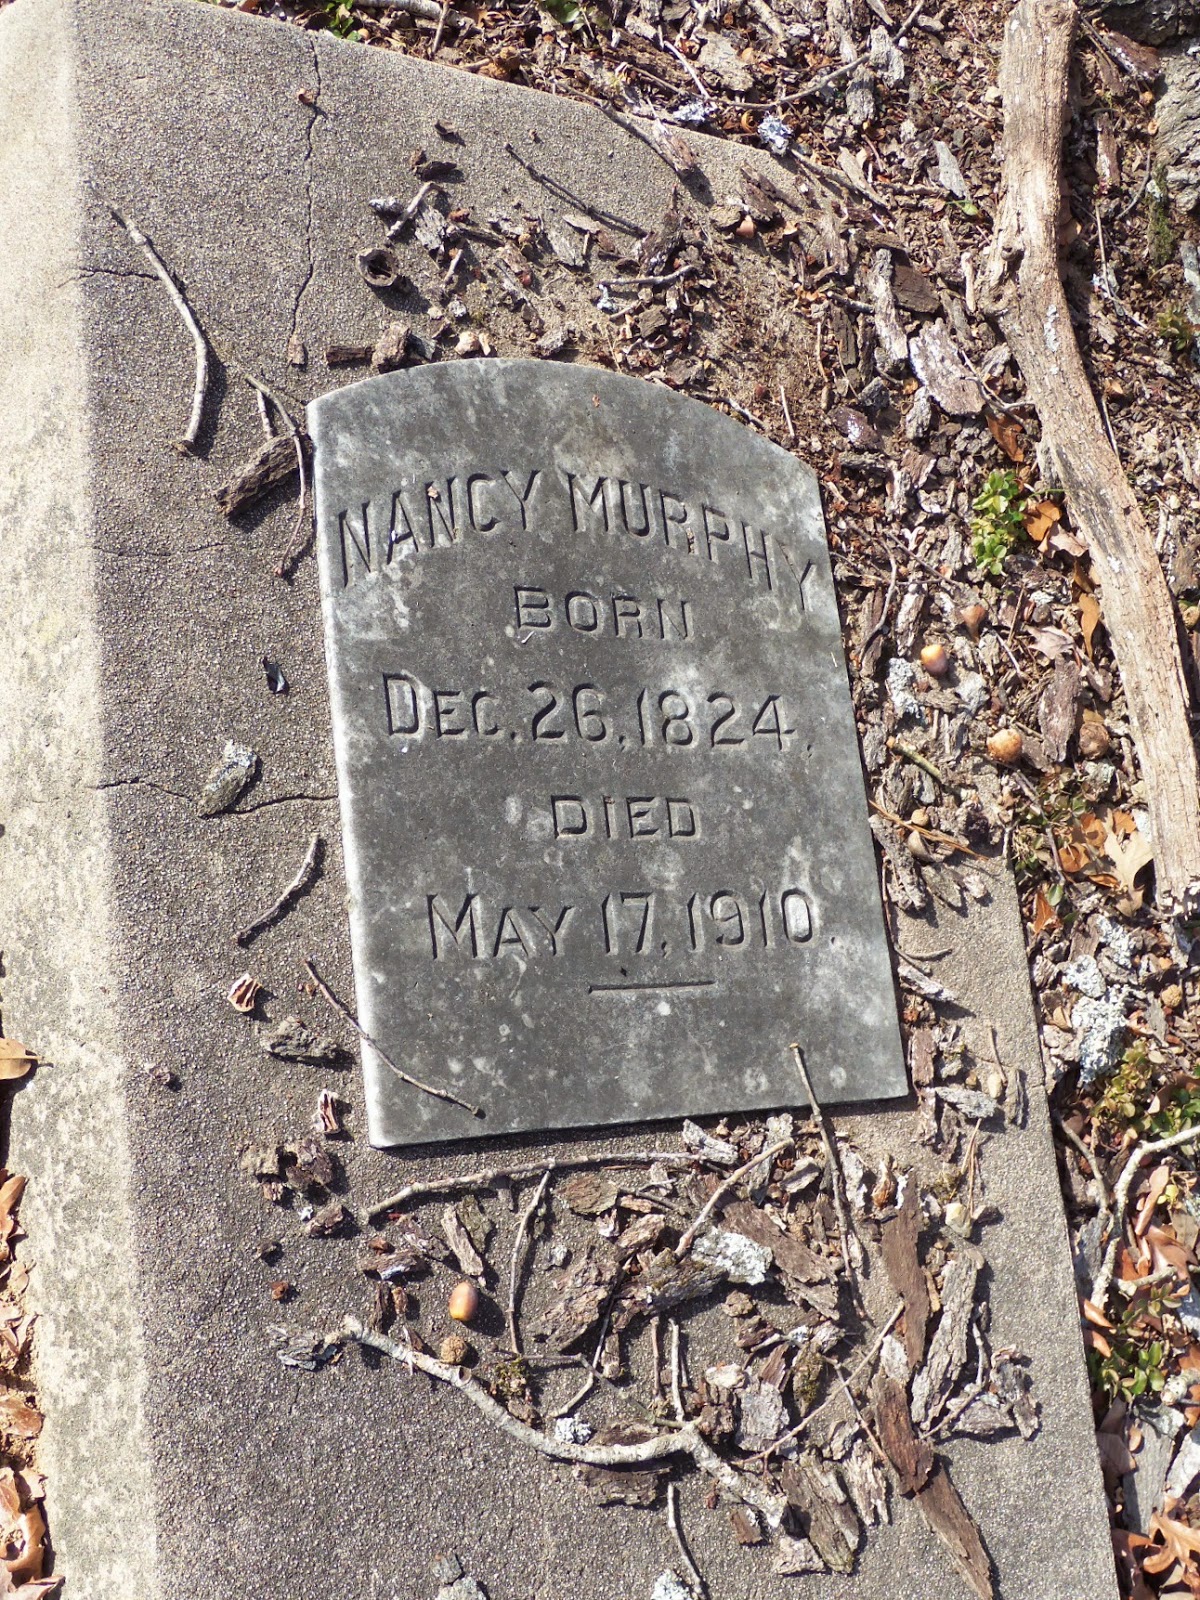 NANCY MURPHY
BORN
DEC. 26, 1824,
DIED
MAY 17, 1910